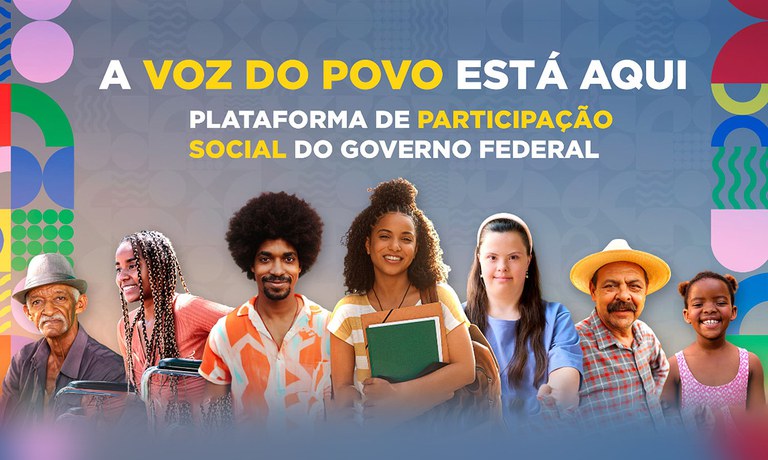 A VOZ DO POVO ESTÁ AQUI
PLATAFORMA DE PARTICIPAÇÃO
SOCIAL DO GOVERNO FEDERAL